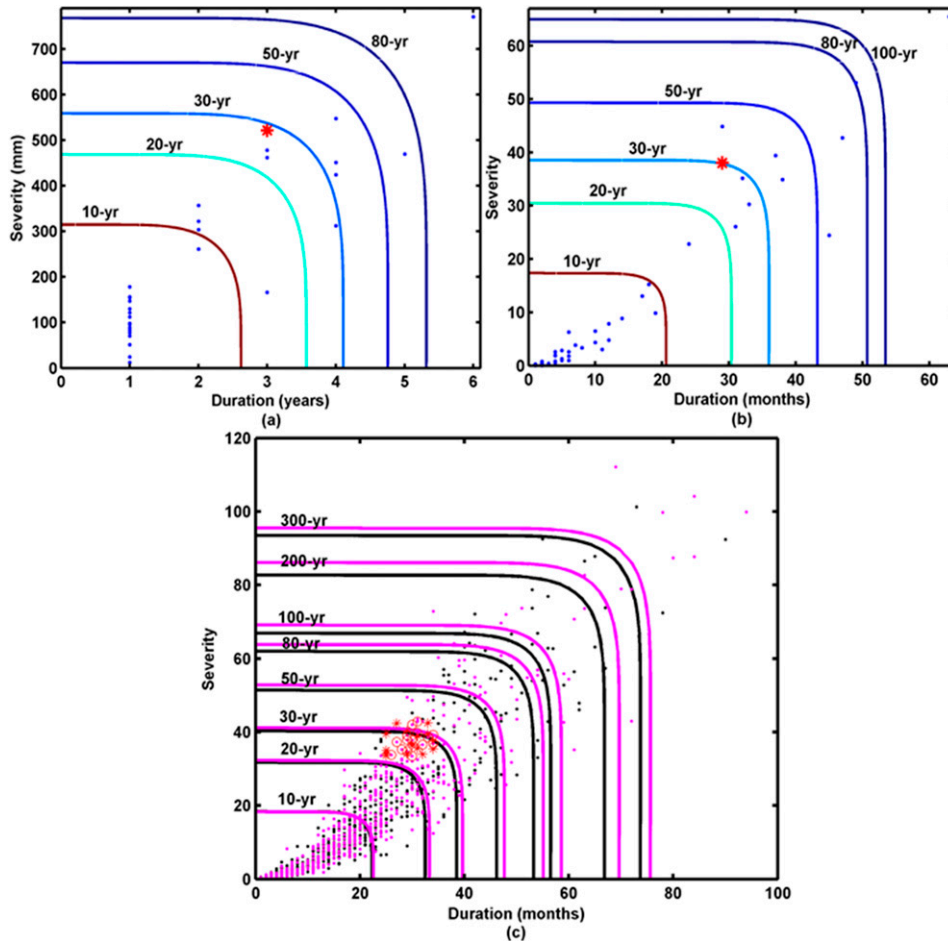 80-yr
50-yr
30-yr
20-yr
10-yr
Severity (mm)
700
600
500
400
300
200
100
0
0 1 2 3 4 5 6
Duration (years)
(a)
80-yr
100-yr
50-yr
30-yr
20-yr
10-yr
Severity
60
50
40
30
20
10
0
0 10 20 30 40 50 60
Duration (months)
(b)
300-yr
200-yr
100-yr
80-yr
50-yr
30-yr
20-yr
10-yr
Severity
120
100
80
60
40
20
0
0 20 40 60 80 100
Duration (months)
(c)